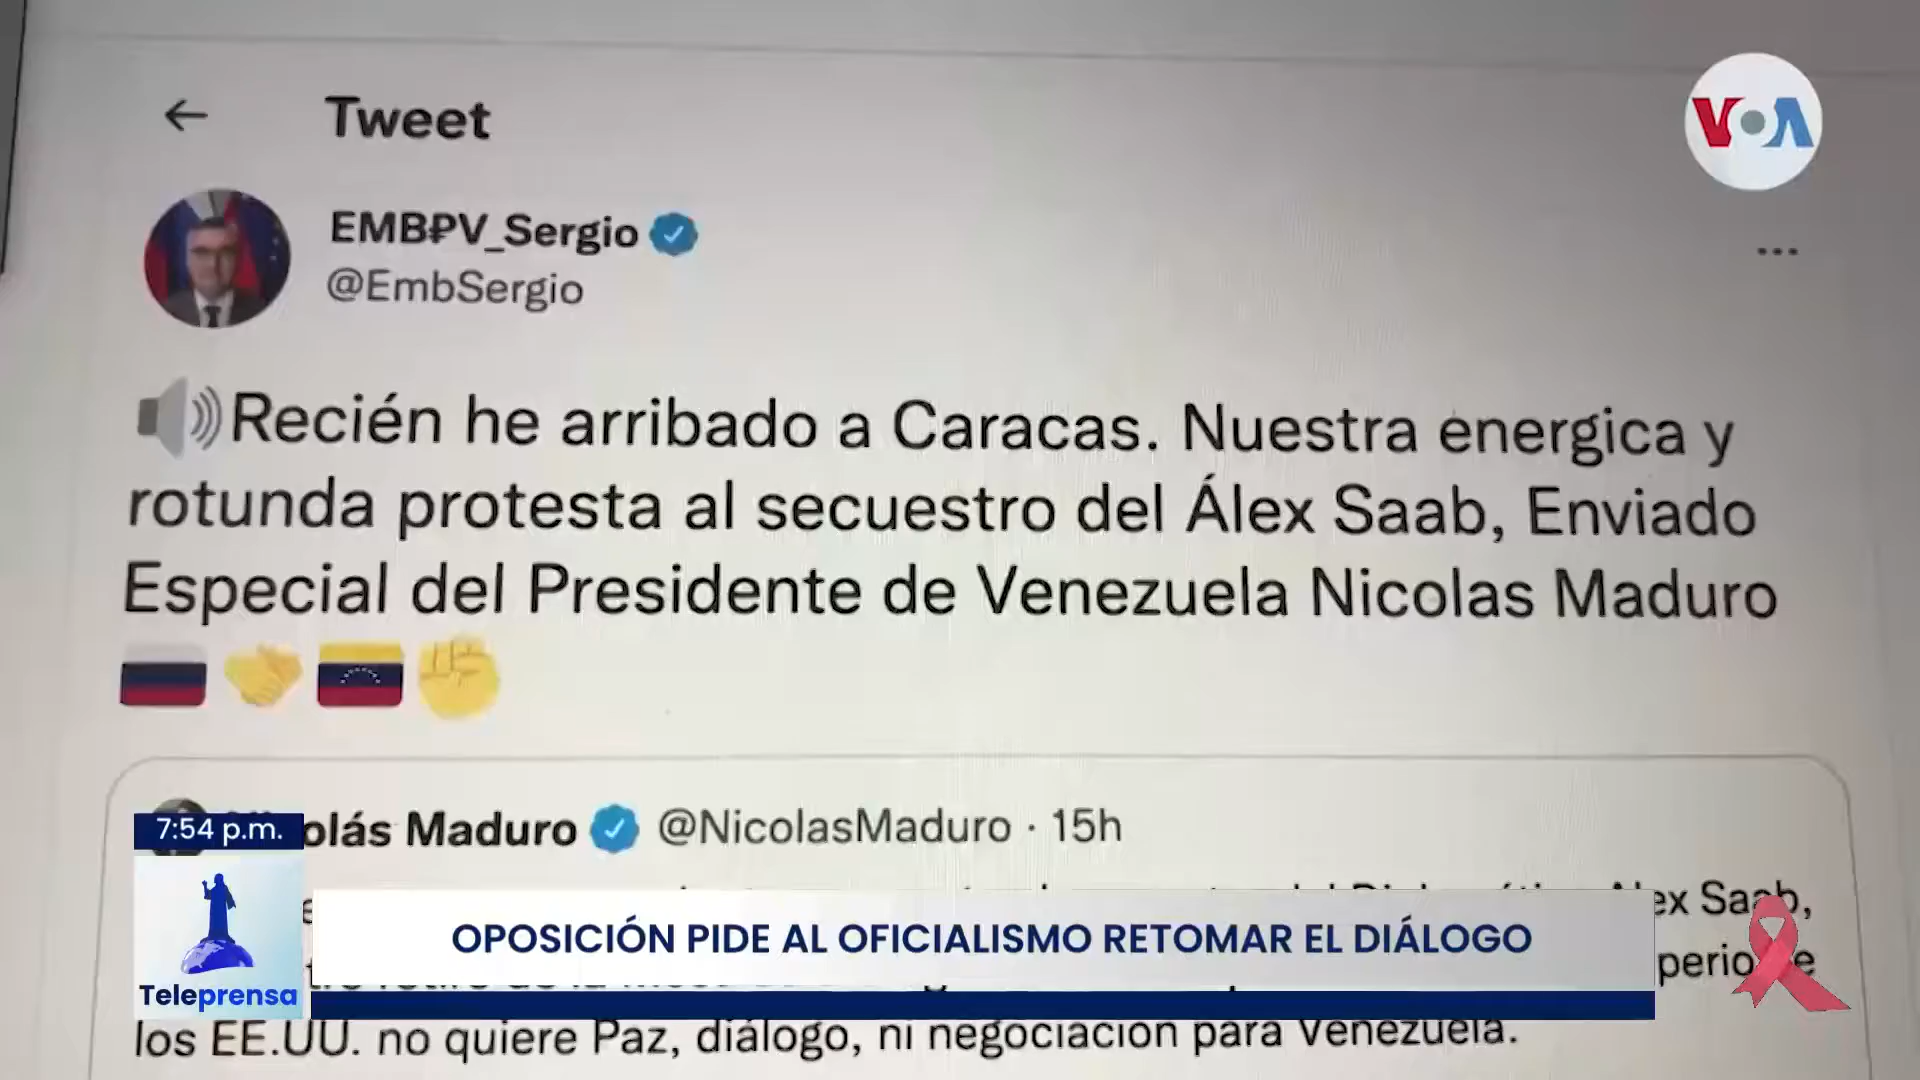 VOA
Tweet
EMBPV_Sergio
@EmbSergio
Recién he arribado a Caracas. Nuestra energica y
rotunda protesta al secuestro del Álex Saab, Enviado
Especial del Presidente de Venezuela Nicolas Maduro
olás Maduro @NicolasMaduro · 15h
7:54 p.m.
ex Saab,
OPOSICIÓN PIDE AL OFICIALISMO RETOMAR EL DIÁLOGO
Teleprensa
los EE.UU. no quiere Paz, diálogo, ni negociación para Venezuela.